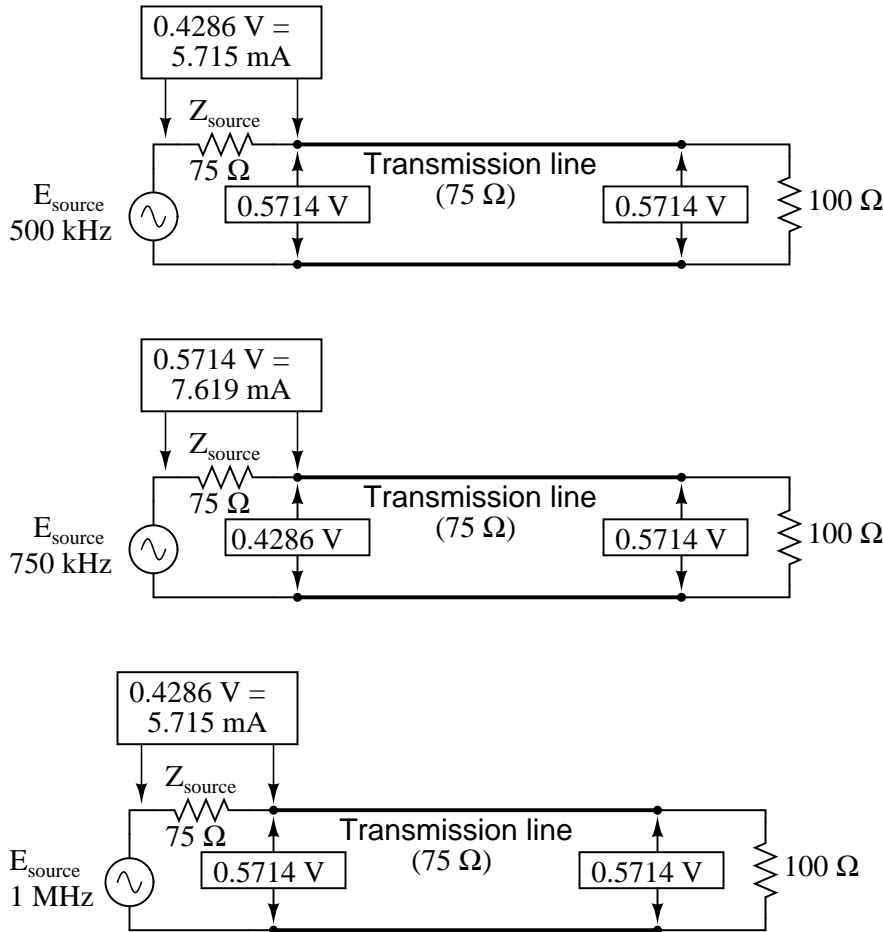 0.4286 V =
5.715 mA
Zsource
75 Ω
Transmission line
(75 Ω)
Esource
500 kHz
0.5714 V
0.5714 V
100 Ω
0.5714 V =
7.619 mA
Zsource
75 Ω
Transmission line
(75 Ω)
Esource
750 kHz
0.4286 V
0.5714 V
100 Ω
0.4286 V =
5.715 mA
Zsource
75 Ω
Transmission line
(75 Ω)
Esource
1 MHz
0.5714 V
0.5714 V
100 Ω